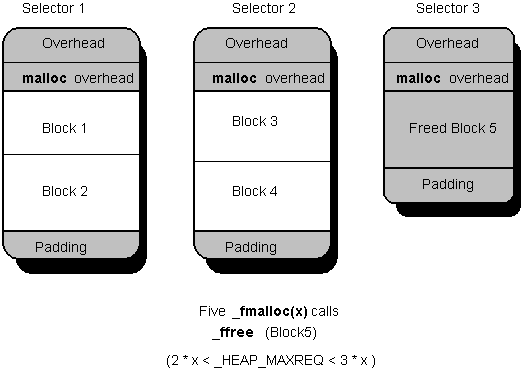 Selector 1
Selector 2
Selector 3
Overhead
Overhead
Overhead
malloc overhead
malloc overhead
malloc overhead
Block 1
Block 3
Freed Block 5
Block 2
Block 4
Padding
Padding
Padding
Five _fmalloc(x) calls
_ffree (Block5)
(2 * x < _HEAP_MAXREQ < 3 * x )